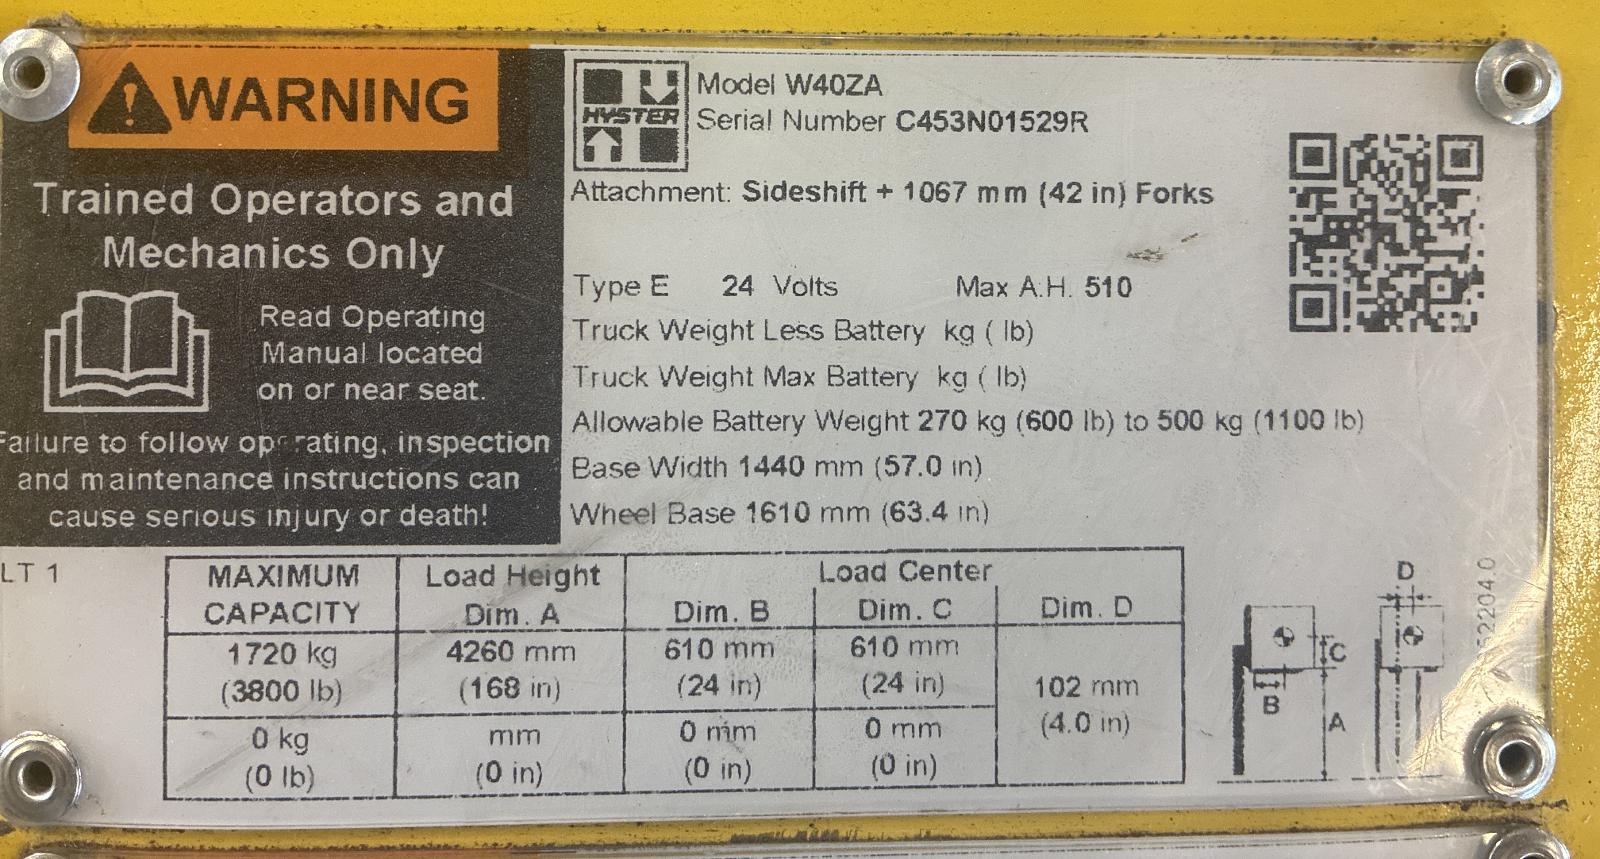 WARNING
Trained Operators and
Mechanics Only
Read Operating
Manual located
on or near seat.
Failure to follow operating, inspection
and maintenance instructions can
cause serious injury or death!
HYSTER
Model W40ZA
Serial Number C453N01529R
Attachment: Sideshift + 1067 mm (42 in) Forks
Type E 24 Volts Max A.H. 510
Truck Weight Less Battery kg ( lb)
Truck Weight Max Battery kg ( lb)
Allowable Battery Weight 270 kg (600 lb) to 500 kg (1100 lb)
Base Width 1440 mm (57.0 in)
Wheel Base 1610 mm (63.4 in)
LT 1
MAXIMUM CAPACITY
Load Height Dim. A
Load Center
Dim. B Dim. C Dim. D
1720 kg 4260 mm 610 mm 610 mm
(3800 lb) (168 in) (24 in) (24 in)
102 mm
(4.0 in)
0 kg mm 0 mm 0 mm
(0 lb) (0 in) (0 in) (0 in)
D
C
B
A